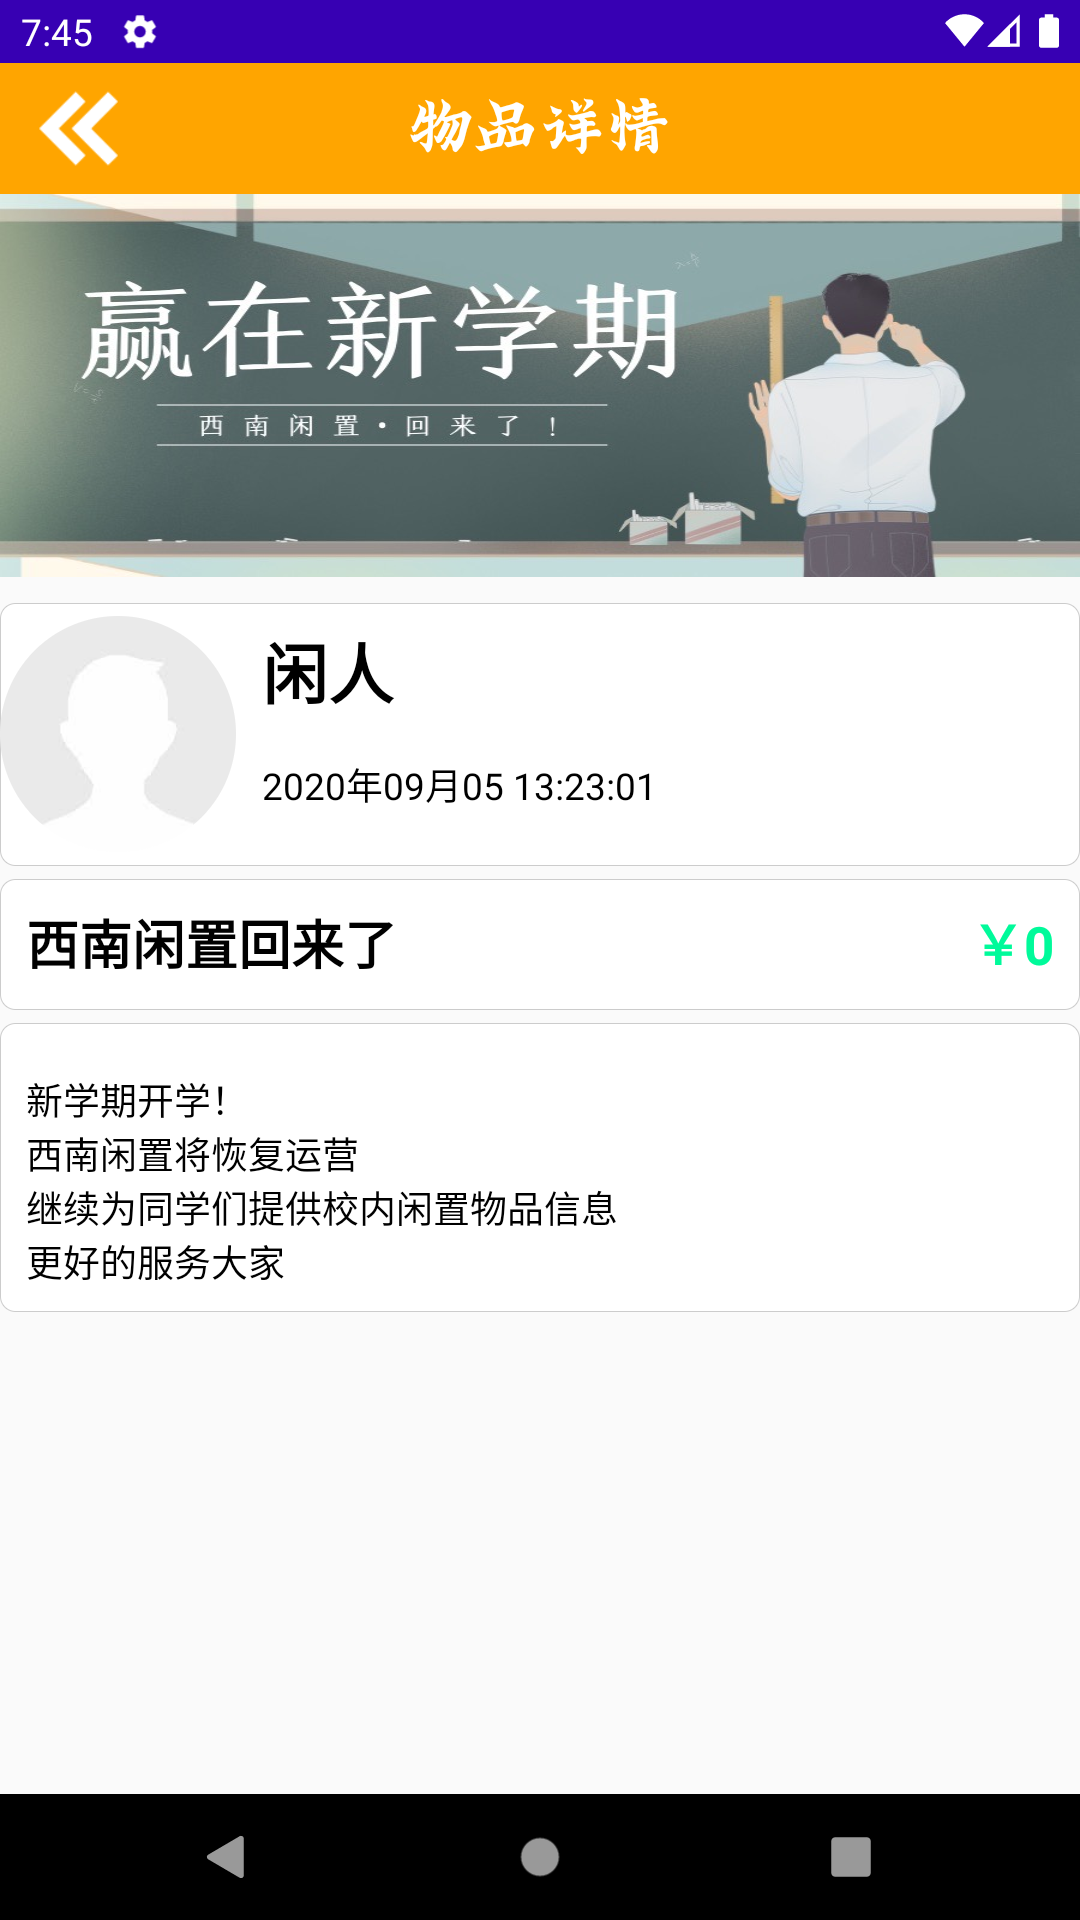 7:45
物品详情
赢在新学期
西南闲置·回来了!
闲人
2020年09月05 13:23:01
西南闲置回来了
￥0
新学期开学！
西南闲置将恢复运营
继续为同学们提供校内闲置物品信息
更好的服务大家